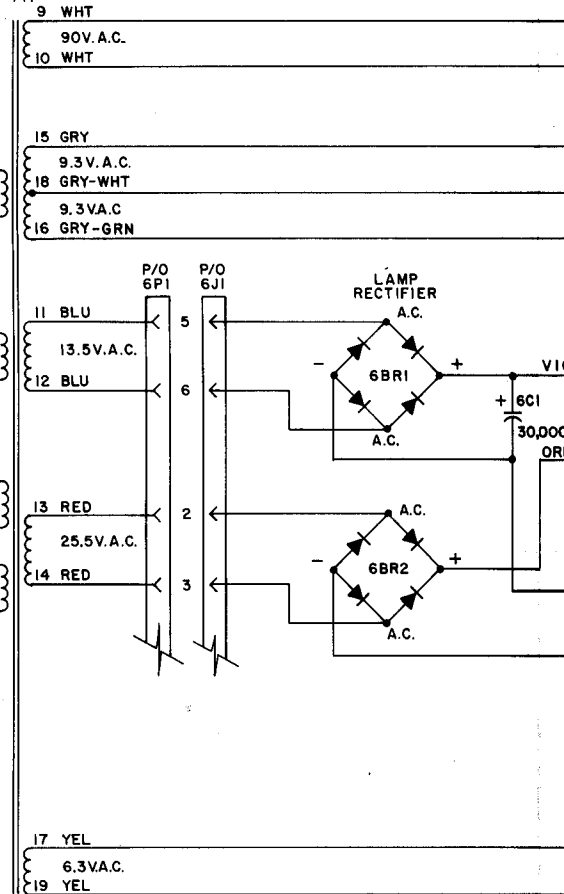 9 WHT
90V.A.C.
10 WHT
15 GRY
9.3V.A.C.
18 GRY-WHT
9.3V.A.C
16 GRY-GRN
P/O
6P1
P/O
6J1
LAMP
RECTIFIER
11 BLU
5
A.C.
13.5V.A.C.
-
6BR1
+
VIO
12 BLU
6
A.C.
+
6C1
30,000
13 RED
2
A.C.
25.5V.A.C.
-
6BR2
+
14 RED
3
A.C.
17 YEL
6.3V.A.C.
19 YEL